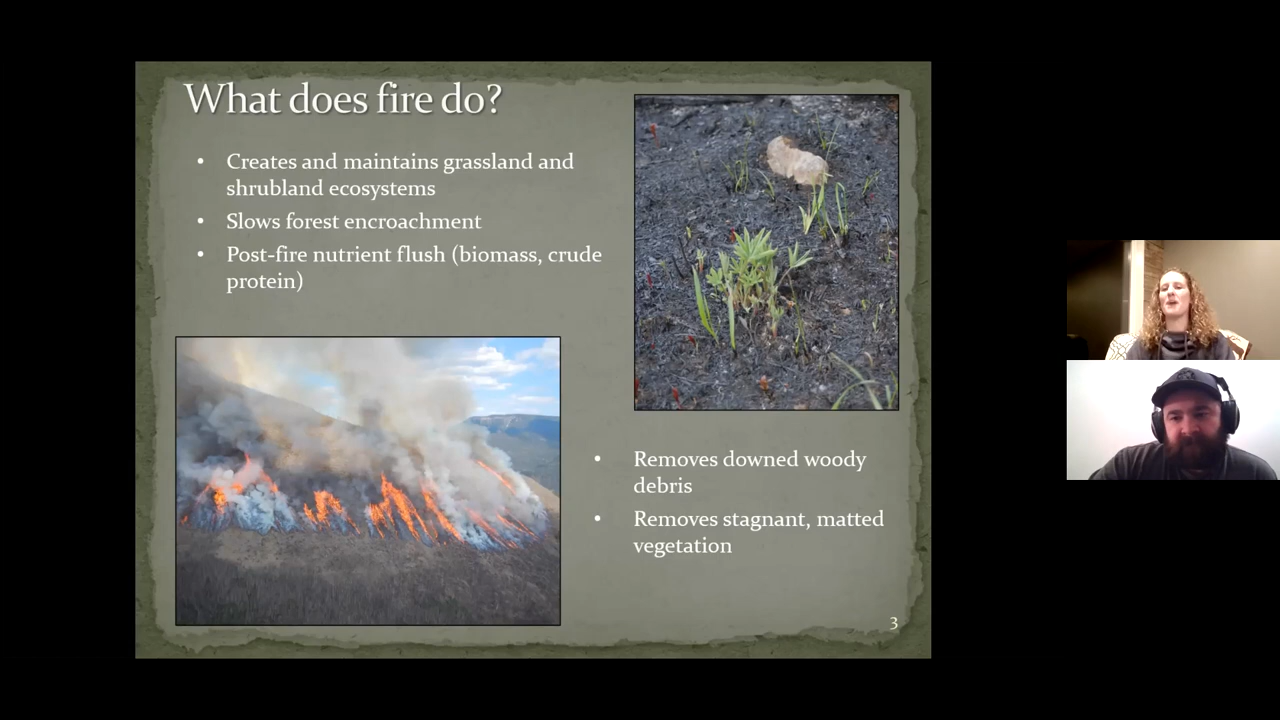 What does fire do?
• Creates and maintains grassland and
shrubland ecosystems
• Slows forest encroachment
• Post-fire nutrient flush (biomass, crude
protein)
• Removes downed woody
debris
• Removes stagnant, matted
vegetation
3